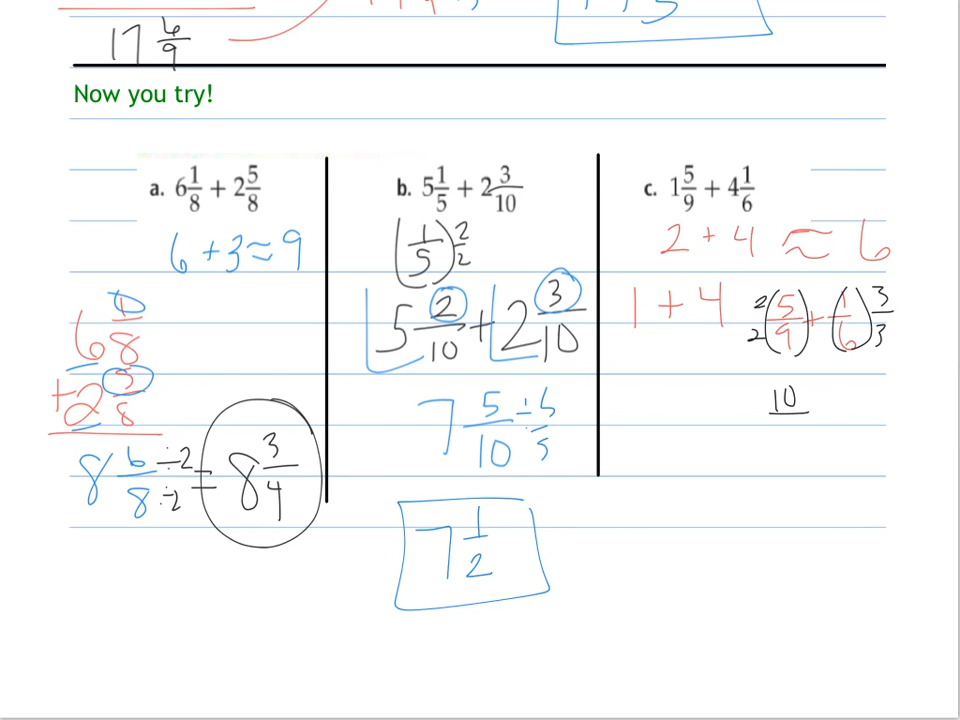 17 6/9
Now you try!
a. 6 1/8 + 2 5/8
6 + 3 ≈ 9
6 1/8
+ 2 5/8
8 6/8 ÷2/÷2 = 8 3/4
b. 5 1/5 + 2 3/10
(1/5) 2/2
5 2/10 + 2 3/10
7 5/10 ÷5/÷5
7 1/2
c. 1 5/9 + 4 1/6
2 + 4 ≈ 6
1 + 4 2/2 (5/9) + (1/6) 3/3
10